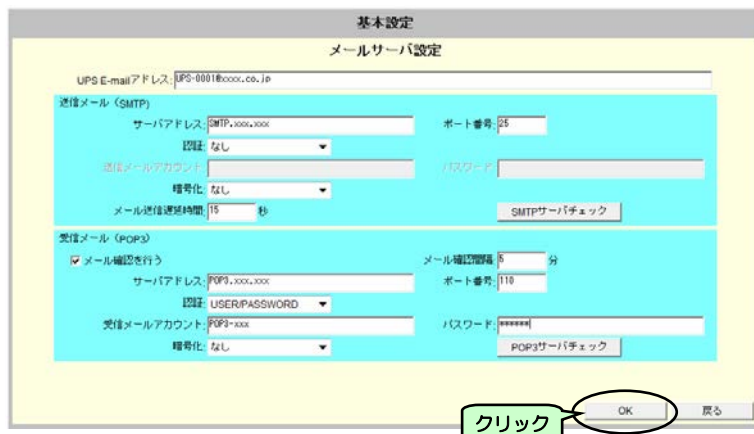 基本設定
メールサーバ設定
UPS E-mailアドレス: UPS-0001@xxxx.co.jp
送信メール (SMTP)
サーバアドレス: SMTP.xxx.xxx ポート番号: 25
認証: なし
送信メールアカウント: パスワード:
暗号化: なし
メール送信遅延時間: 15 秒 SMTPサーバチェック
受信メール (POP3)
メール確認を行う メール確認間隔 5 分
サーバアドレス: POP3.xxx.xxx ポート番号: 110
認証: USER/PASSWORD
受信メールアカウント: POP3-xxx パスワード: ******
暗号化: なし POP3サーバチェック
OK 戻る
クリック